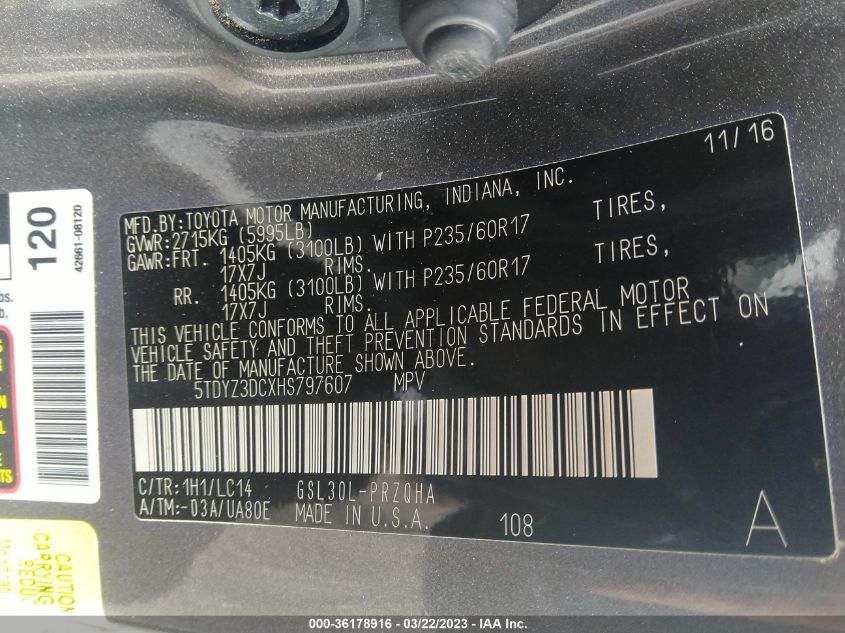 11/16
MFD.BY:TOYOTA MOTOR MANUFACTURING, INDIANA, INC.
GVWR:2715KG (5995LB)
GAWR:FRT. 1405KG (3100LB) WITH P235/60R17 TIRES,
17X7J RIMS.
RR. 1405KG (3100LB) WITH P235/60R17 TIRES,
17X7J RIMS.
THIS VEHICLE CONFORMS TO ALL APPLICABLE FEDERAL MOTOR
VEHICLE SAFETY AND THEFT PREVENTION STANDARDS IN EFFECT ON
THE DATE OF MANUFACTURE SHOWN ABOVE.
5TDYZ3DCXHS797607 MPV
C/TR:1H1/LC14 GSL30L-PRZQHA
A/TM:-03A/UA80E MADE IN U.S.A. 108 A
120
42661-08120
bs.
b.
CAUTION
CARRYING
REDUC
000-36178916 - 03/22/2023 - IAA Inc.